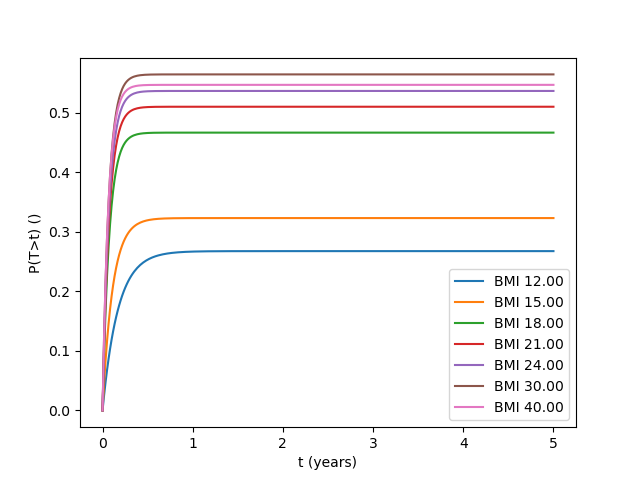 0.5
0.4
0.3
0.2
0.1
0.0
P(T>t) ()
0 1 2 3 4 5
t (years)
BMI 12.00
BMI 15.00
BMI 18.00
BMI 21.00
BMI 24.00
BMI 30.00
BMI 40.00